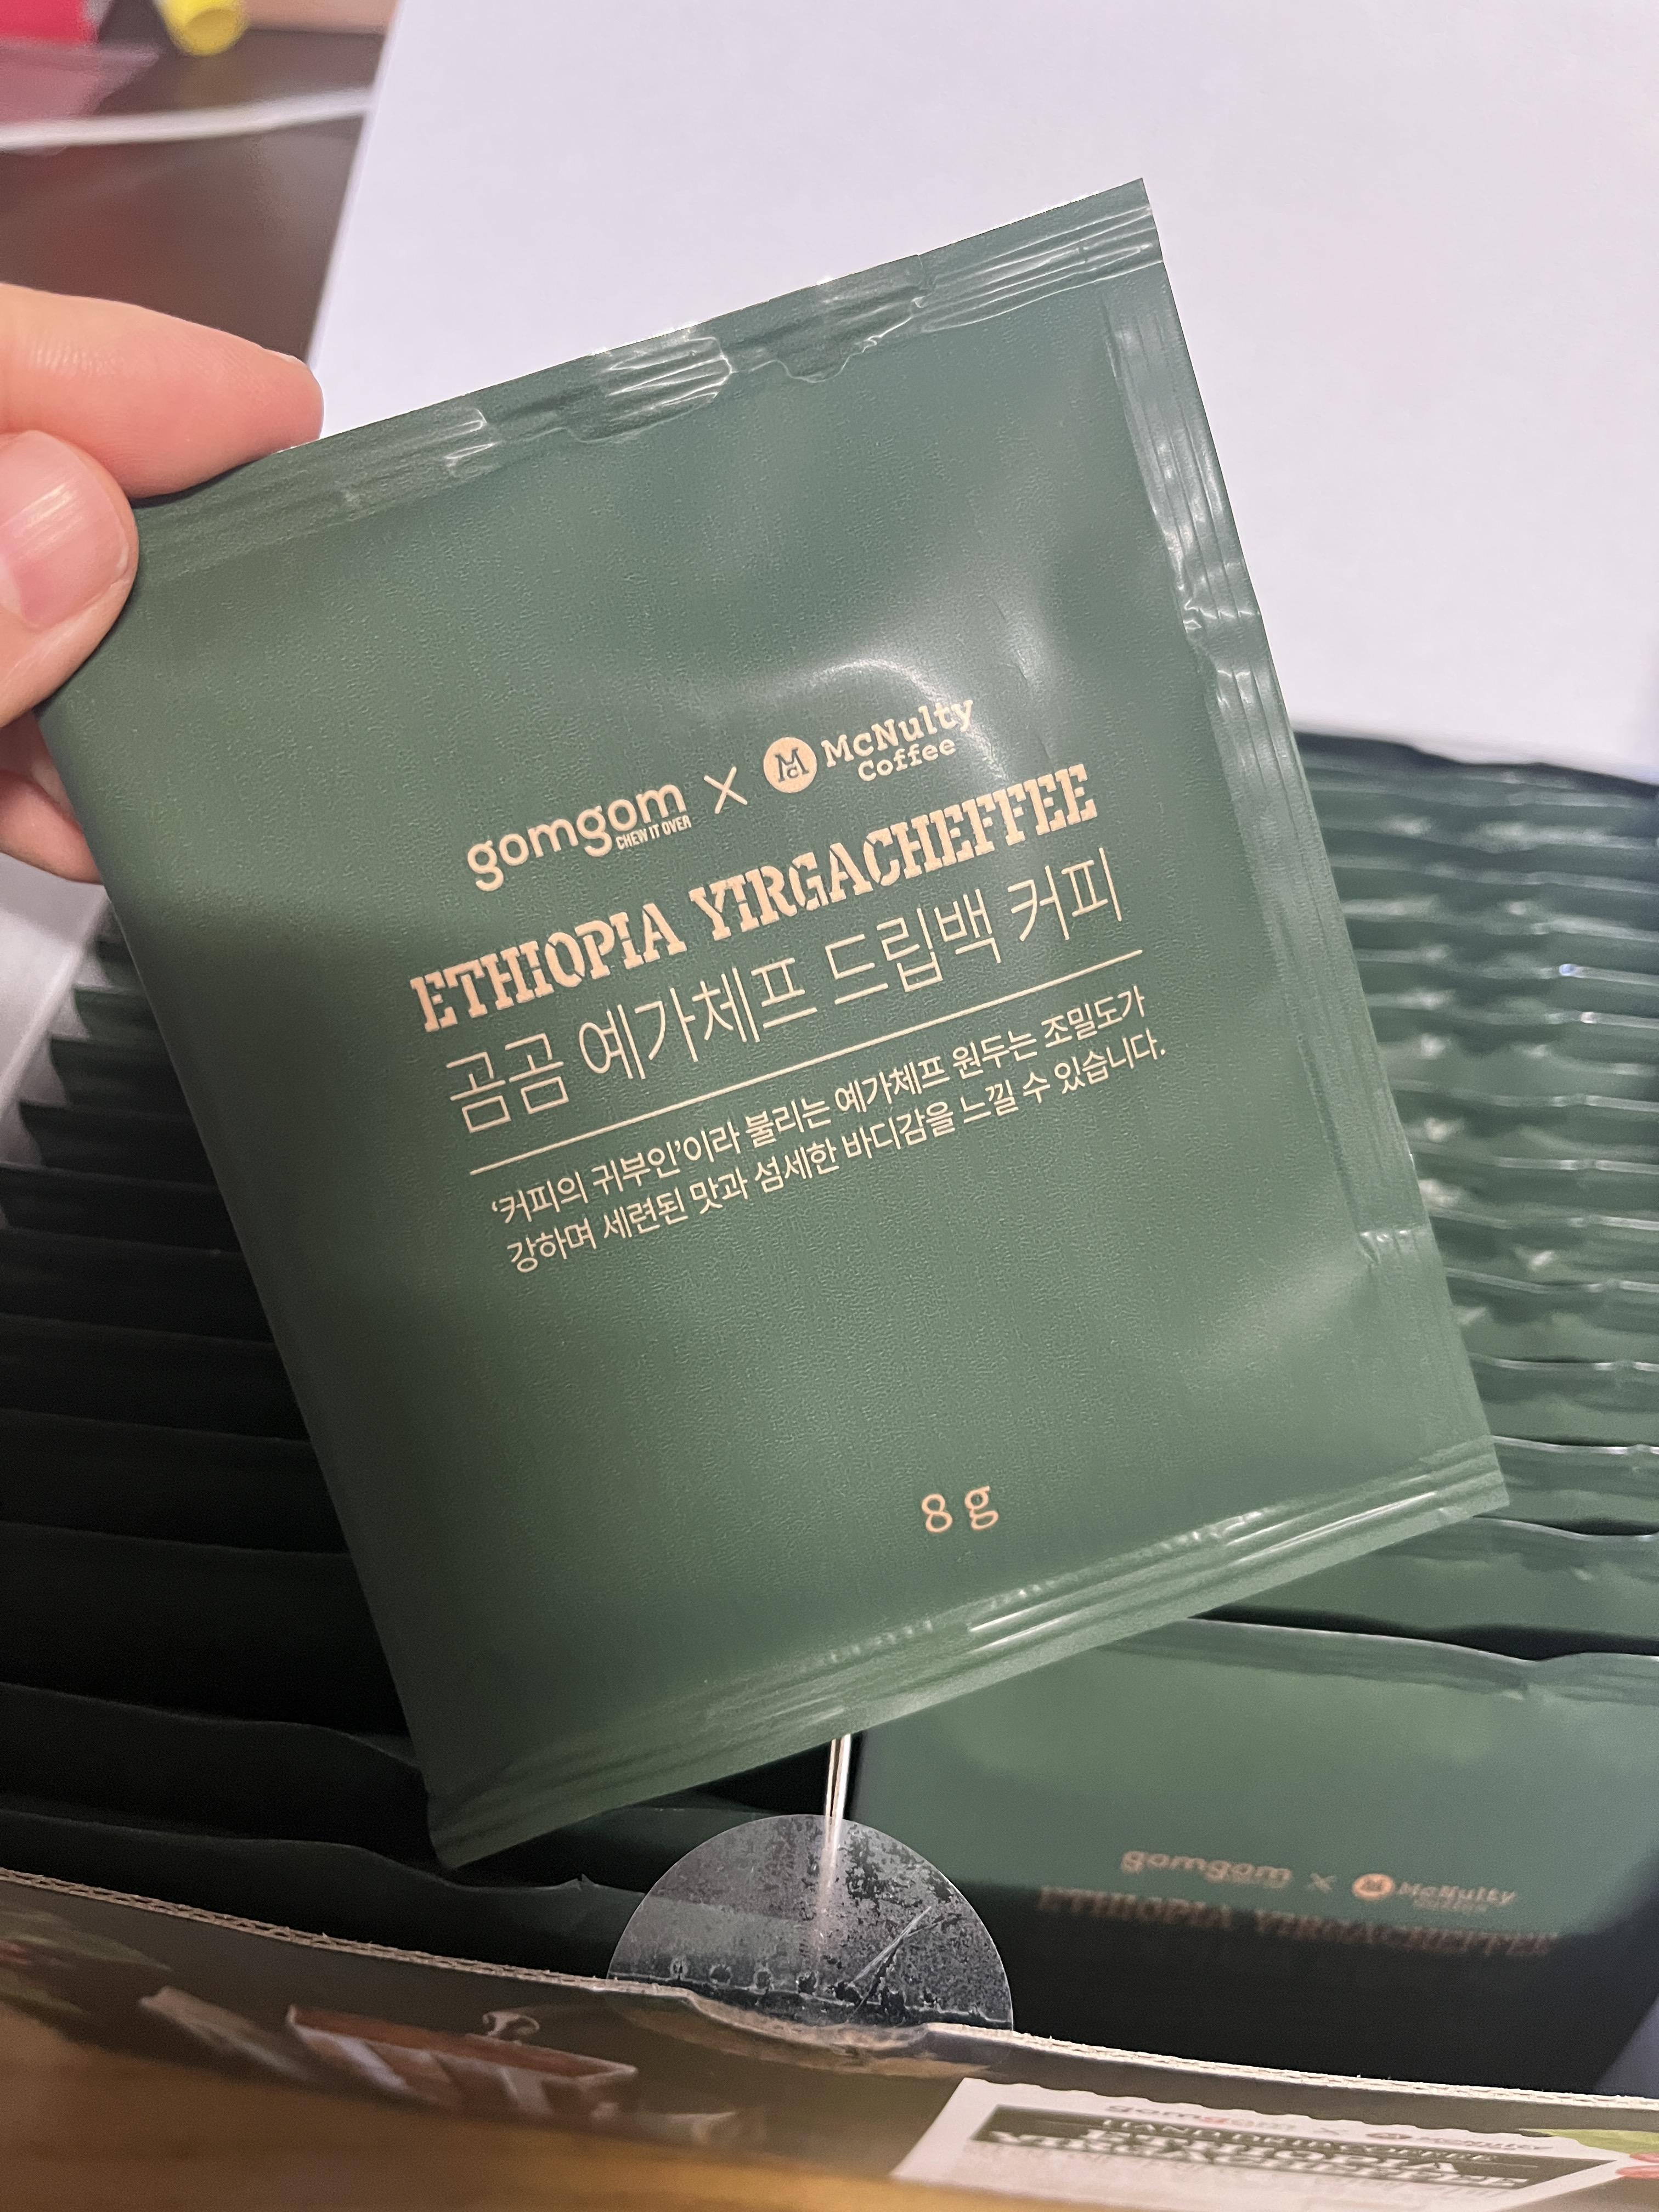 gomgom × Mc McNulty
CHEW IT OVER Coffee
ETHIOPIA YIRGACHEFFEE
곰곰 예가체프 드립백 커피
‘커피의 귀부인’이라 불리는 예가체프 원두는 조밀도가
강하며 세련된 맛과 섬세한 바디감을 느낄 수 있습니다.
8 g
gomgom × McNulty
ETHIOPIA YIRGACHEFFEE